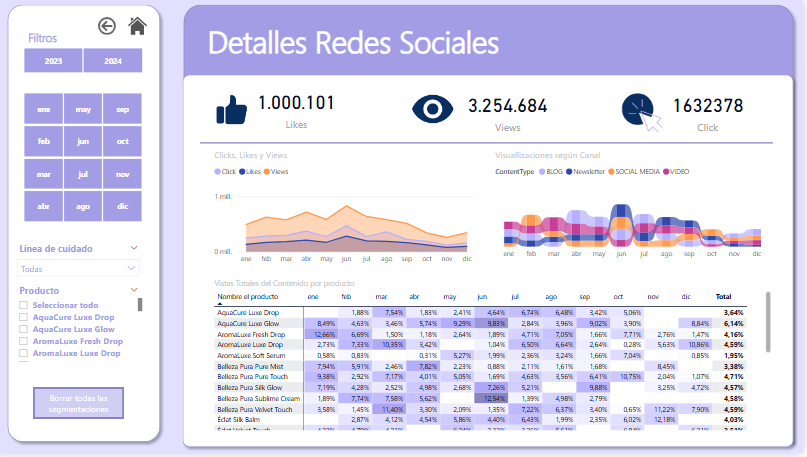 Filtros
2023 2024
ene may sep
feb jun oct
mar jul nov
abr ago dic
Linea de cuidado
Todas
Producto
Seleccionar todo
AquaCure Luxe Drop
AquaCure Luxe Glow
AromaLuxe Fresh Drop
AromaLuxe Luxe Drop
Borrar todas las
segmentaciones
Detalles Redes Sociales
1.000.101
Likes
3.254.684
Views
1632378
Click
Clicks, Likes y Views
Click Likes Views
1 mill.
0 mill.
ene feb mar abr may jun jul ago sep oct nov dic
Visualizaciones según Canal
ContentType BLOG Newsletter SOCIAL MEDIA VIDEO
ene feb mar abr may jun jul ago sep oct nov dic
Vistas Totales del Contenido por producto
Nombre el producto ene feb mar abr may jun jul ago sep oct nov dic Total
AquaCure Luxe Drop 1,88% 7,54% 1,83% 2,41% 4,64% 6,74% 6,48% 3,42% 5,06% 3,64%
AquaCure Luxe Glow 8,49% 4,63% 3,46% 5,74% 9,29% 9,83% 2,84% 3,96% 9,02% 3,90% 8,84% 6,14%
AromaLuxe Fresh Drop 12,66% 6,69% 1,50% 1,18% 2,64% 4,71% 7,05% 1,66% 7,71% 2,76% 1,47% 4,16%
AromaLuxe Luxe Drop 2,73% 7,33% 10,35% 3,42% 1,04% 6,50% 6,64% 2,64% 0,28% 5,63% 10,86% 4,59%
AromaLuxe Soft Serum 0,58% 0,83% 0,31% 5,27% 1,99% 2,36% 3,24% 1,66% 7,04% 0,85% 1,95%
Belleza Pura Pure Mist 7,94% 5,91% 2,46% 7,82% 2,23% 0,88% 2,11% 1,61% 1,68% 8,45% 3,38%
Belleza Pura Pure Touch 9,38% 2,92% 7,17% 4,01% 5,05% 1,69% 4,63% 3,56% 6,41% 10,75% 2,04% 1,07% 4,71%
Belleza Pura Silk Glow 7,19% 4,28% 2,52% 4,98% 2,68% 7,26% 5,21% 9,88% 3,25% 4,72% 4,57%
Belleza Pura Sublime Cream 1,89% 7,74% 7,58% 5,62% 12,54% 1,39% 4,98% 2,79% 4,58%
Belleza Pura Velvet Touch 3,58% 1,45% 11,40% 3,30% 2,09% 1,35% 7,22% 6,37% 3,40% 0,65% 11,22% 7,90% 4,59%
Éclat Silk Balm 2,87% 4,12% 4,54% 5,86% 4,40% 6,43% 1,99% 2,35% 6,02% 12,18% 4,03%